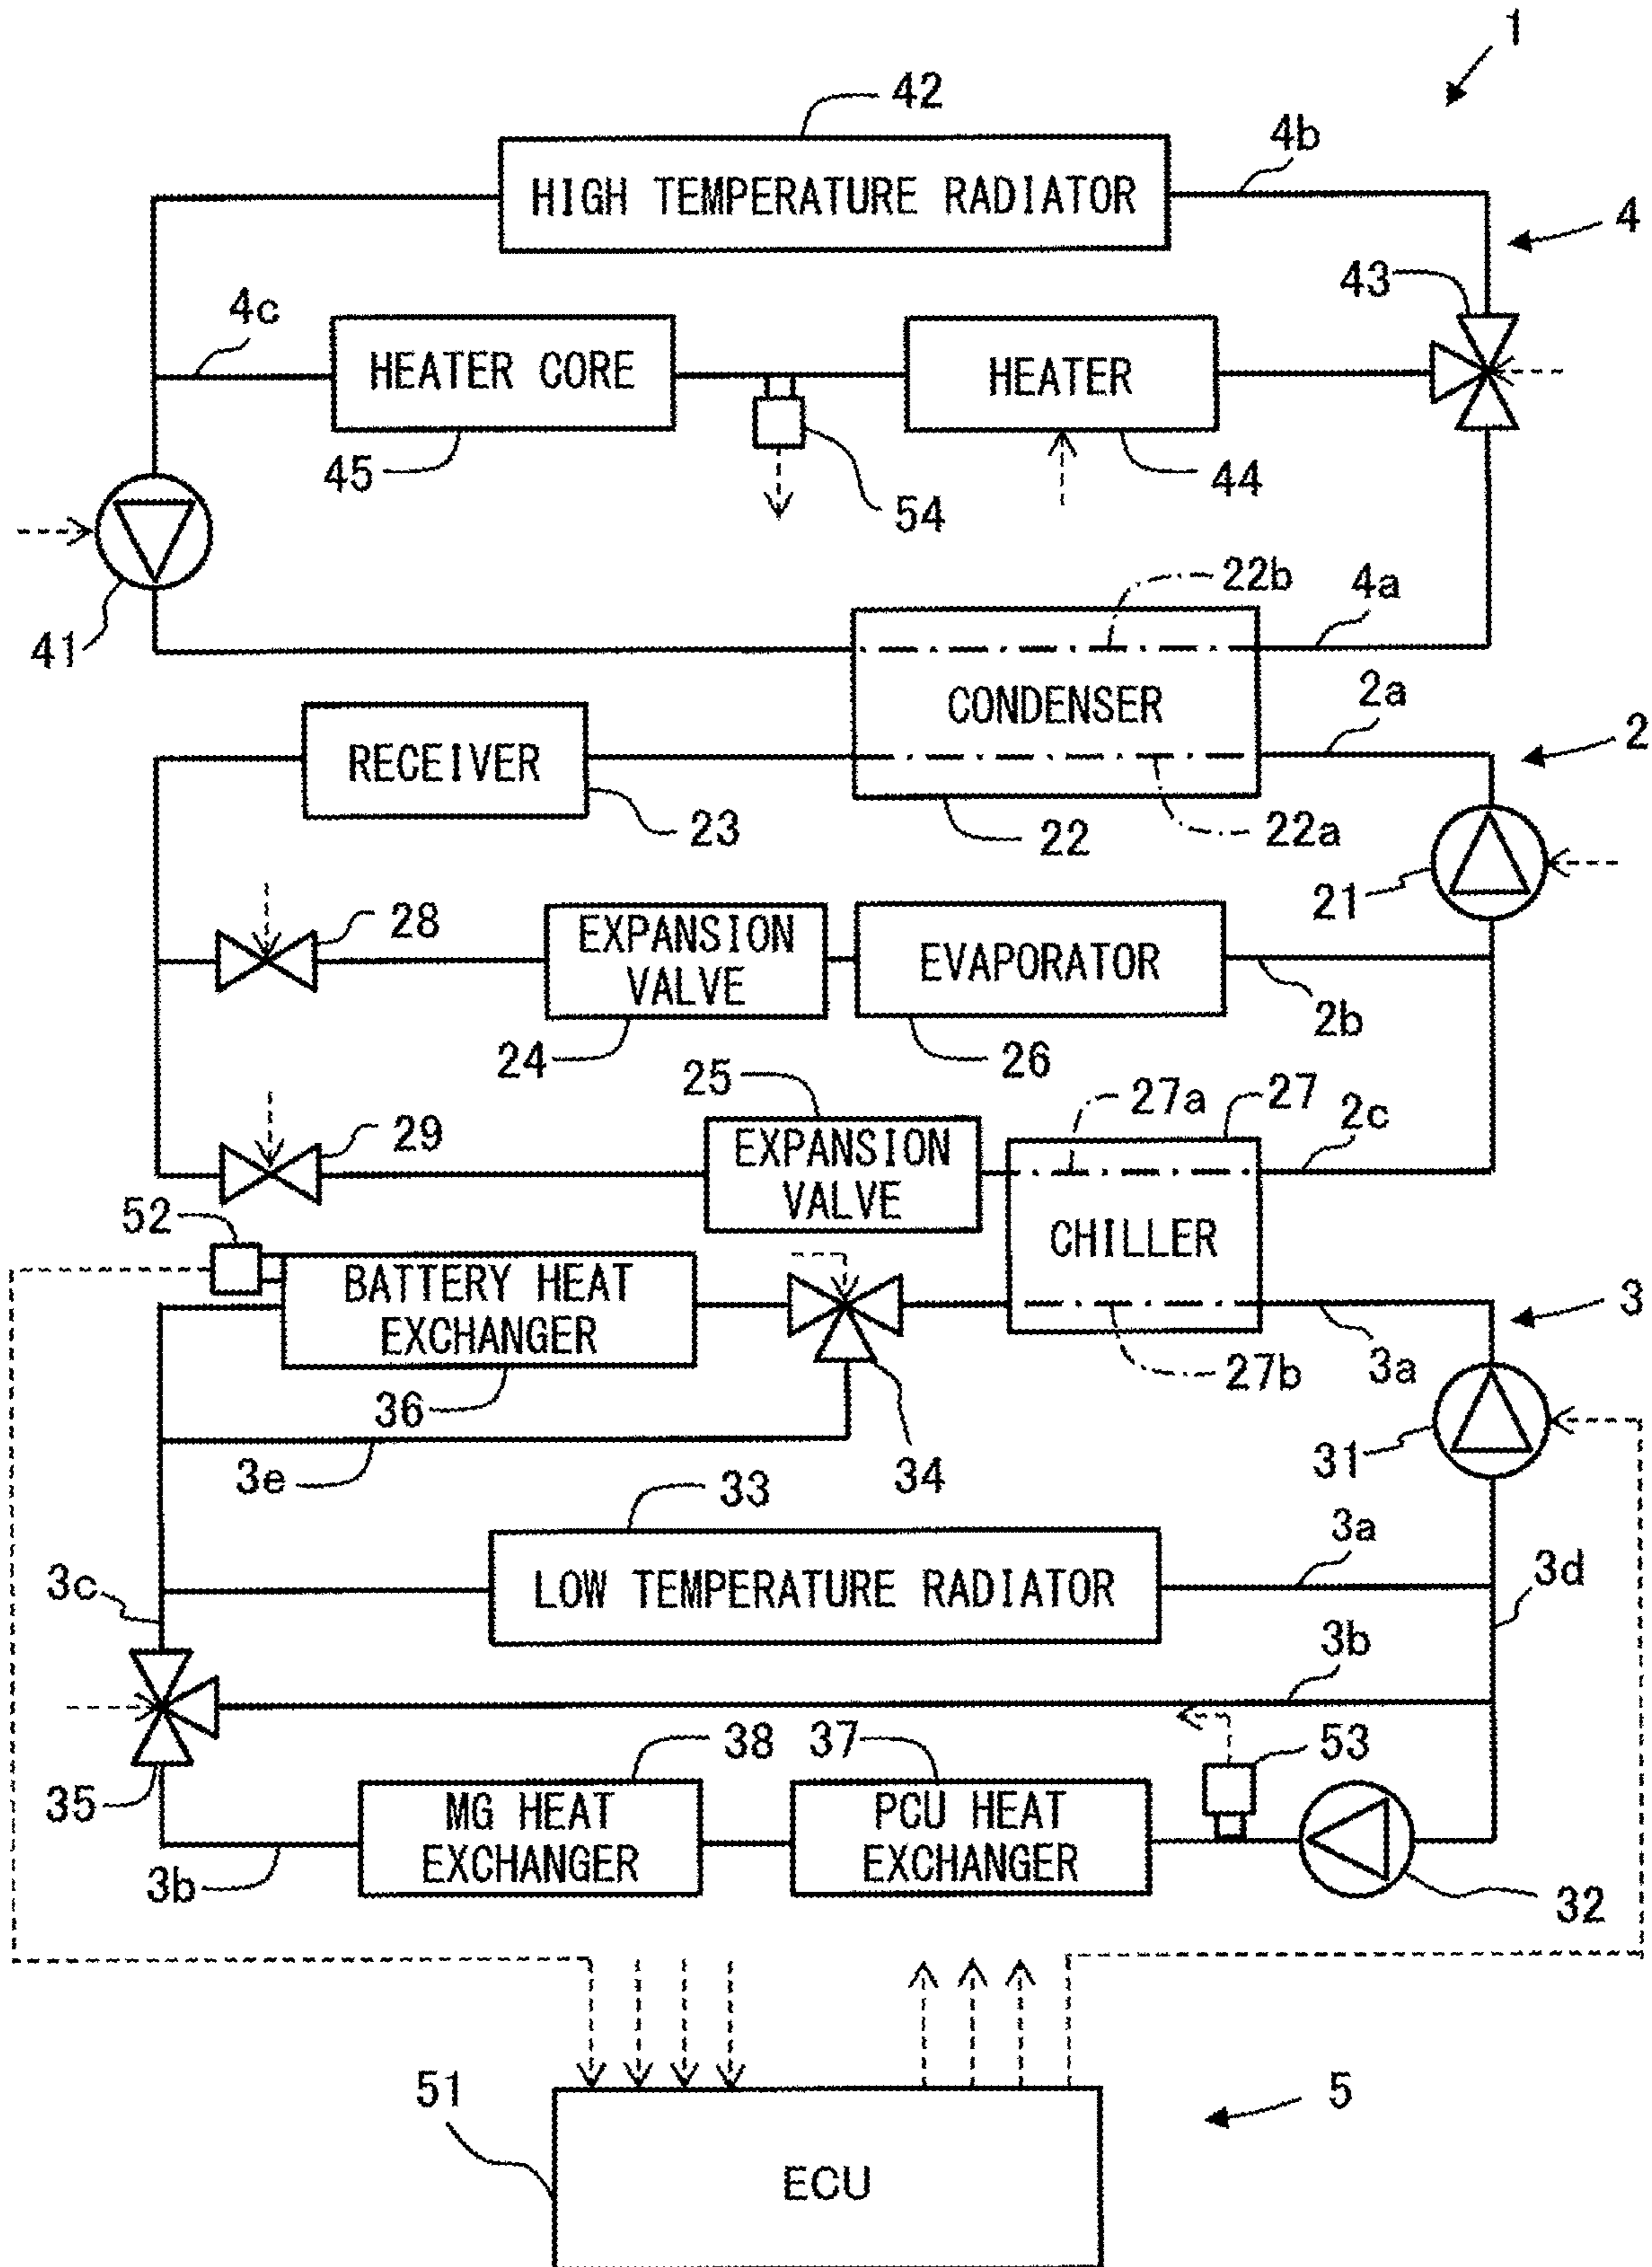 1
42
4b
HIGH TEMPERATURE RADIATOR
4
43
4c
HEATER CORE
HEATER
45
54
44
41
22b
4a
CONDENSER
2a
2
RECEIVER
23
22
22a
21
28
EXPANSION
VALVE
EVAPORATOR
2b
24
26
25
27a
27
2c
29
EXPANSION
VALVE
52
CHILLER
BATTERY HEAT
EXCHANGER
3
36
27b
3a
3e
34
31
33
3a
3c
LOW TEMPERATURE RADIATOR
3d
3b
38
37
53
35
MG HEAT
EXCHANGER
PCU HEAT
EXCHANGER
3b
32
51
5
ECU